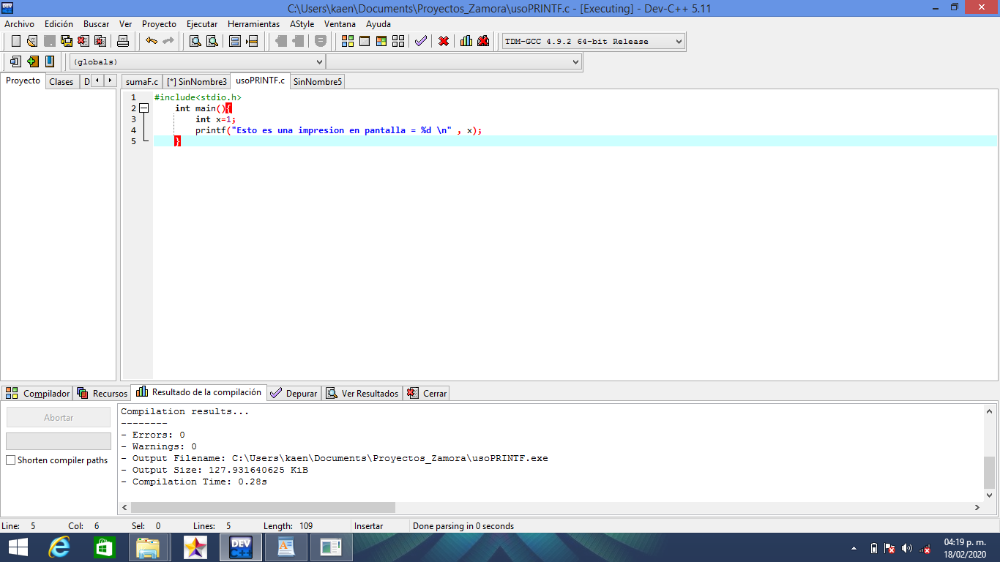 C:\Users\kaen\Documents\Proyectos_Zamora\usoPRINTF.c - [Executing] - Dev-C++ 5.11
Archivo Edición Buscar Ver Proyecto Ejecutar Herramientas AStyle Ventana Ayuda
TDM-GCC 4.9.2 64-bit Release
(globals)
Proyecto Clases D sumaF.c [*] SinNombre3 usoPRINTF.c SinNombre5
1 #include<stdio.h>
2 int main(){
3 int x=1;
4 printf("Esto es una impresion en pantalla = %d \n" , x);
5 }
Compilador Recursos Resultado de la compilación Depurar Ver Resultados Cerrar
Abortar
Shorten compiler paths
Compilation results...
--------
- Errors: 0
- Warnings: 0
- Output Filename: C:\Users\kaen\Documents\Proyectos_Zamora\usoPRINTF.exe
- Output Size: 127.931640625 KiB
- Compilation Time: 0.28s
Line: 5 Col: 6 Sel: 0 Lines: 5 Length: 109 Insertar Done parsing in 0 seconds
DEV C++
04:19 p. m.
18/02/2020